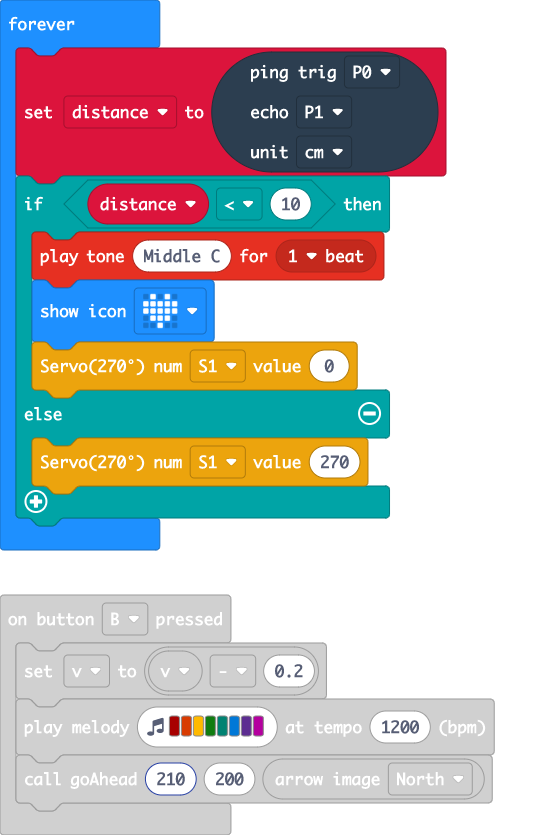 forever
ping trig P0
set distance to echo P1
unit cm
if distance < 10 then
play tone Middle C for 1 beat
show icon
Servo(270°) num S1 value 0
else
Servo(270°) num S1 value 270
on button B pressed
set v to v - 0.2
play melody at tempo 1200 (bpm)
call goAhead 210 200 arrow image North